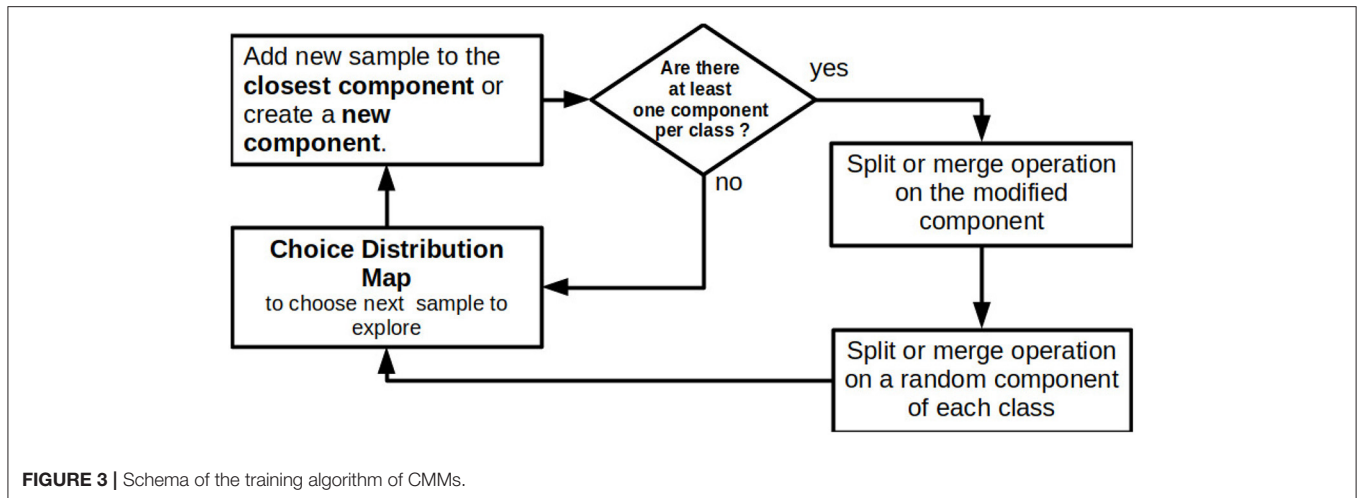 Add new sample to the
closest component or
create a new
component.
Are there
at least
one component
per class ?
yes
no
Split or merge operation
on the modified
component
Choice Distribution
Map
to choose next sample to
explore
Split or merge operation
on a random component
of each class
FIGURE 3 | Schema of the training algorithm of CMMs.